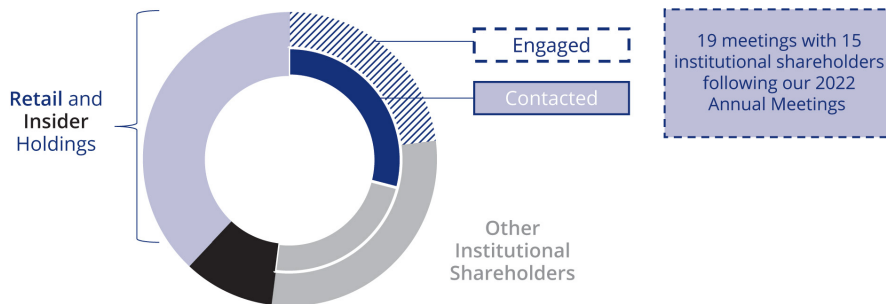 Retail and
Insider
Holdings
Engaged
Contacted
19 meetings with 15
institutional shareholders
following our 2022
Annual Meetings
Other
Institutional
Shareholders